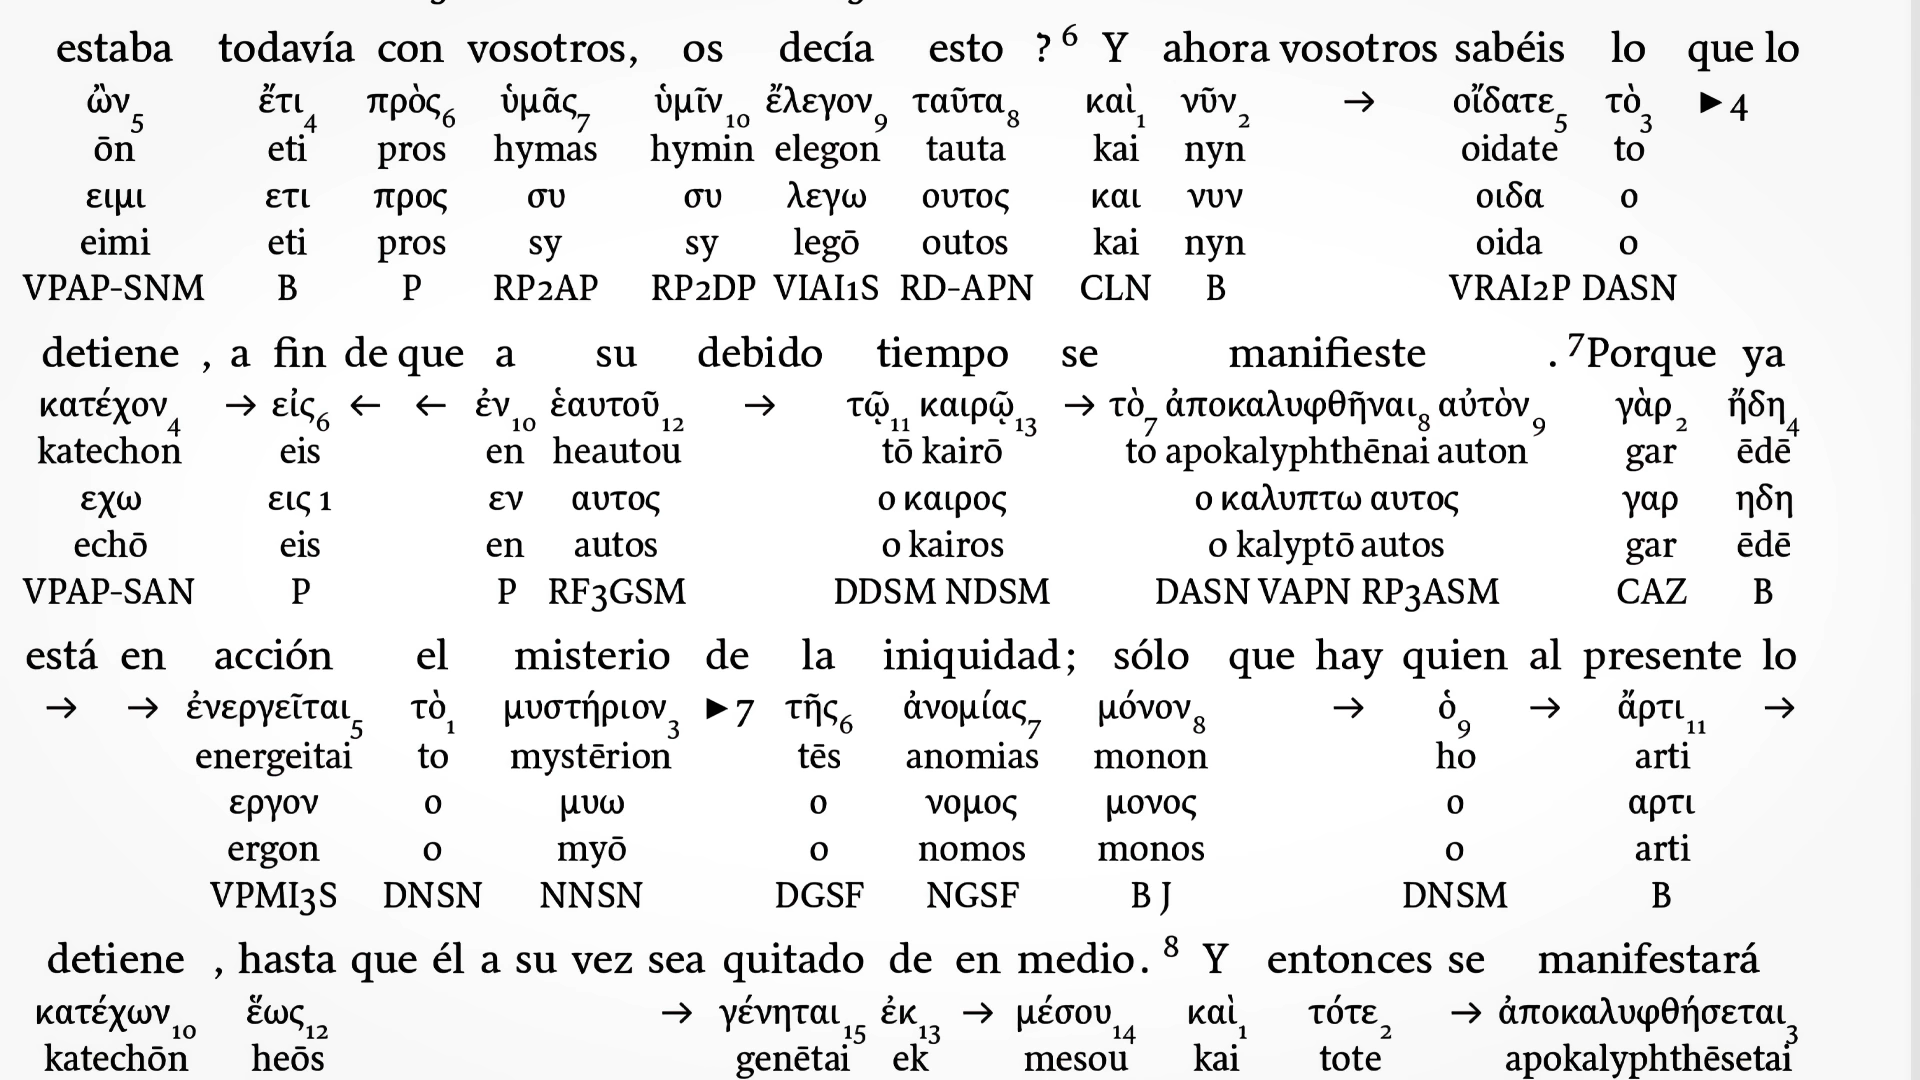 estaba todavía con vosotros, os decía esto ? 6 Y ahora vosotros sabéis lo que lo
ὢν5 ἔτι4 πρὸς6 ὑμᾶς7 ὑμῖν10 ἔλεγον9 ταῦτα8 καὶ1 νῦν2 → οἴδατε5 τὸ3 ►4
ōn eti pros hymas hymin elegon tauta kai nyn oidate to
ειμι ετι προς συ συ λεγω ουτος και νυν οιδα ο
eimi eti pros sy sy legō outos kai nyn oida o
VPAP-SNM B P RP2AP RP2DP VIAI1S RD-APN CLN B VRAI2P DASN
detiene , a fin de que a su debido tiempo se manifieste . 7Porque ya
κατέχον4 → εἰς6 ← ← ἐν10 ἑαυτοῦ12 → τῷ11 καιρῷ13 → τὸ7 ἀποκαλυφθῆναι8 αὐτὸν9 γὰρ2 ἤδη4
katechon eis en heautou tō kairō to apokalyphthēnai auton gar ēdē
εχω εις 1 εν αυτος ο καιρος ο καλυπτω αυτος γαρ ηδη
echō eis en autos o kairos o kalyptō autos gar ēdē
VPAP-SAN P P RF3GSM DDSM NDSM DASN VAPN RP3ASM CAZ B
está en acción el misterio de la iniquidad; sólo que hay quien al presente lo
→ → ἐνεργεῖται5 τὸ1 μυστήριον3 ►7 τῆς6 ἀνομίας7 μόνον8 → ὁ9 → ἄρτι11 →
energeitai to mystērion tēs anomias monon ho arti
εργον ο μυω ο νομος μονος ο αρτι
ergon o myō o nomos monos o arti
VPMI3S DNSN NNSN DGSF NGSF B J DNSM B
detiene , hasta que él a su vez sea quitado de en medio. 8 Y entonces se manifestará
κατέχων10 ἕως12 → γένηται15 ἐκ13 → μέσου14 καὶ1 τότε2 → ἀποκαλυφθήσεται3
katechōn heōs genētai ek mesou kai tote apokalyphthēsetai